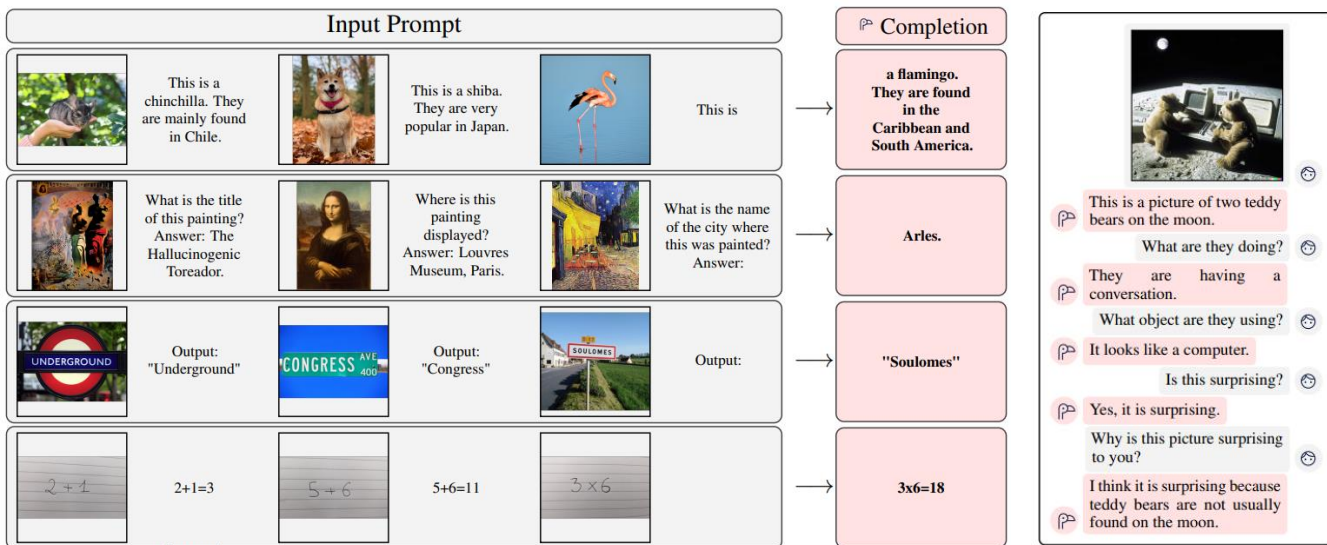 Input Prompt
Completion
This is a
chinchilla. They
are mainly found
in Chile.
This is a shiba.
They are very
popular in Japan.
This is
a flamingo.
They are found
in the
Caribbean and
South America.
What is the title
of this painting?
Answer: The
Hallucinogenic
Toreador.
Where is this
painting
displayed?
Answer: Louvres
Museum, Paris.
What is the name
of the city where
this was painted?
Answer:
Arles.
UNDERGROUND
Output:
"Underground"
CONGRESS AVE
400
Output:
"Congress"
SOULOMES
Output:
"Soulomes"
2+1
2+1=3
5+6
5+6=11
3×6
3x6=18
This is a picture of two teddy
bears on the moon.
What are they doing?
They are having a
conversation.
What object are they using?
It looks like a computer.
Is this surprising?
Yes, it is surprising.
Why is this picture surprising
to you?
I think it is surprising because
teddy bears are not usually
found on the moon.